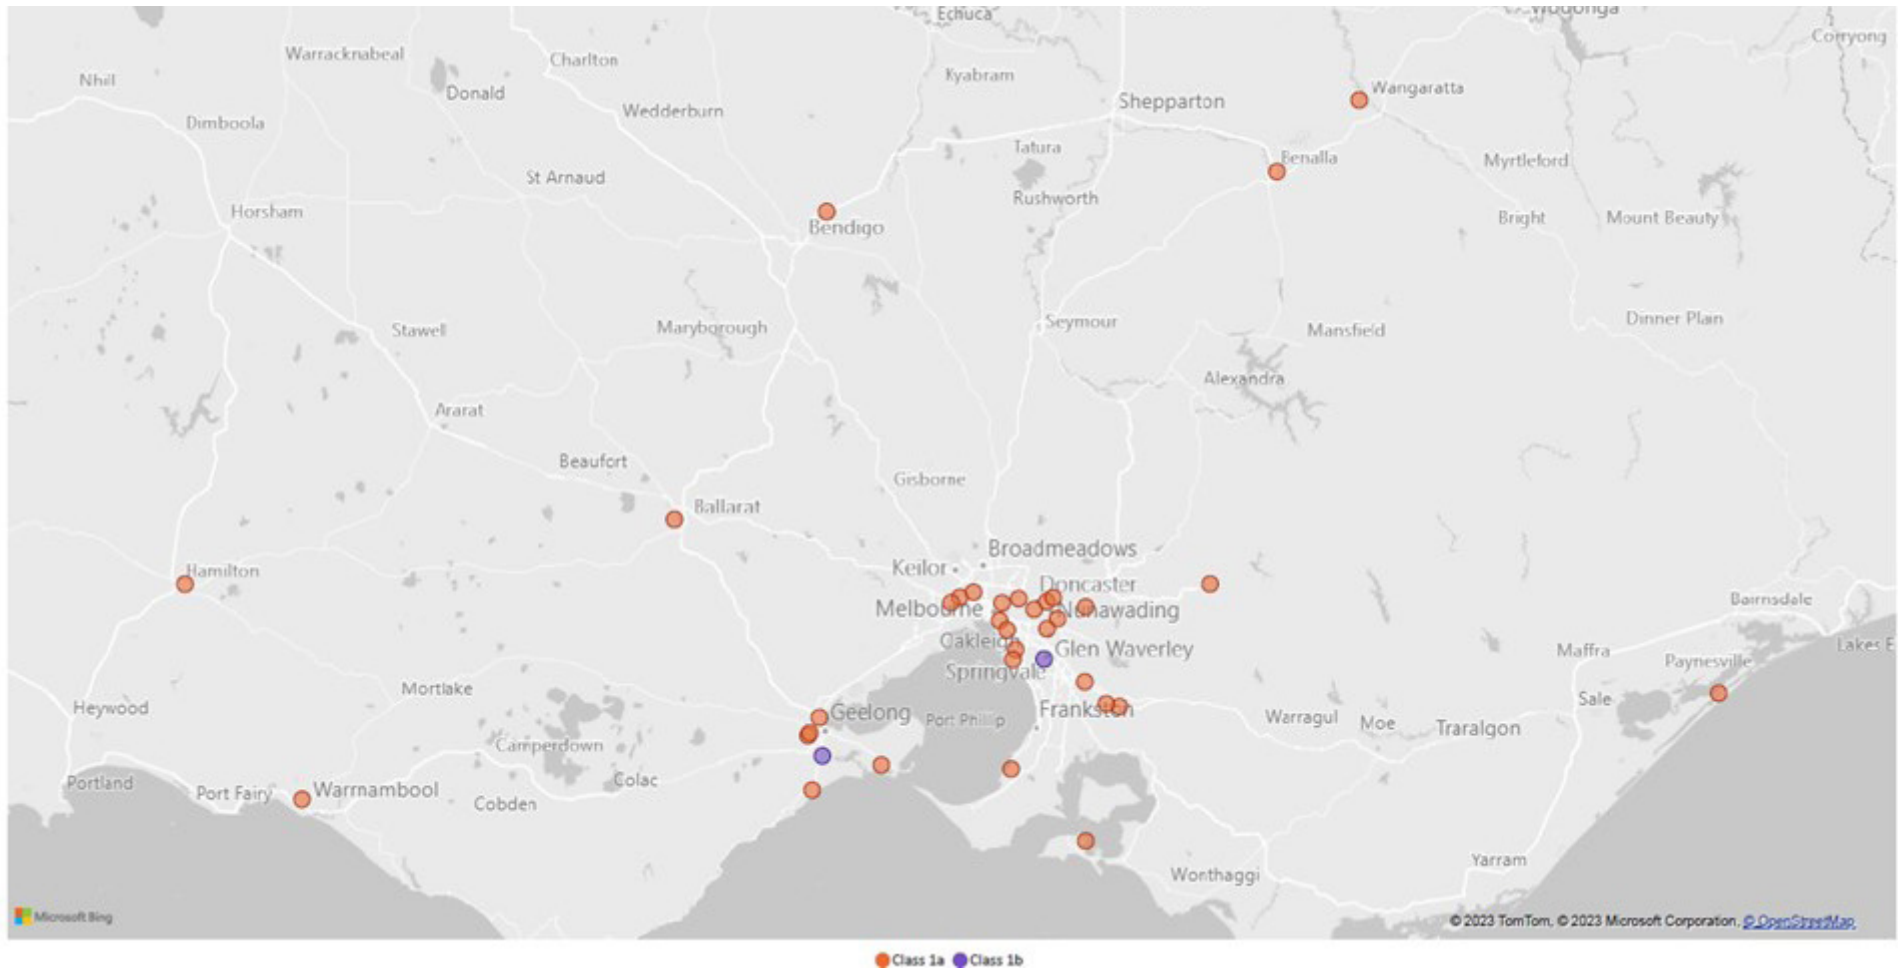 Echuca
Wodonga
Corryong
Warracknabeal
Charlton
Nhill
Kyabram
Donald
Wangaratta
Shepparton
Wedderburn
Dimboola
Tatura
Benalla
Myrtleford
St Arnaud
Rushworth
Horsham
Bendigo
Bright
Mount Beauty
Stawell
Maryborough
Seymour
Mansfield
Dinner Plain
Alexandra
Ararat
Beaufort
Gisborne
Ballarat
Broadmeadows
Keilor
Hamilton
Doncaster
Melbourne
Nunawading
Bairnsdale
Oakleigh
Glen Waverley
Maffra
Paynesville
Lakes E
Springvale
Mortlake
Heywood
Geelong
Port Phillip
Frankston
Warragul
Moe
Traralgon
Sale
Camperdown
Portland
Port Fairy
Warrnambool
Cobden
Colac
Yarram
Wonthaggi
Microsoft Bing
© 2023 TomTom, © 2023 Microsoft Corporation, © OpenStreetMap
Class 1a Class 1b